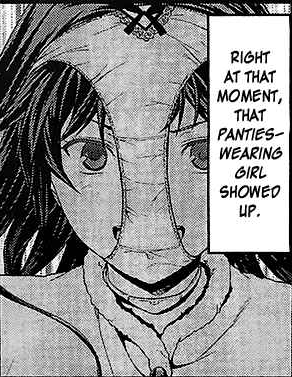 RIGHT
AT THAT
MOMENT,
THAT
PANTIES-
WEARING
GIRL
SHOWED
UP.